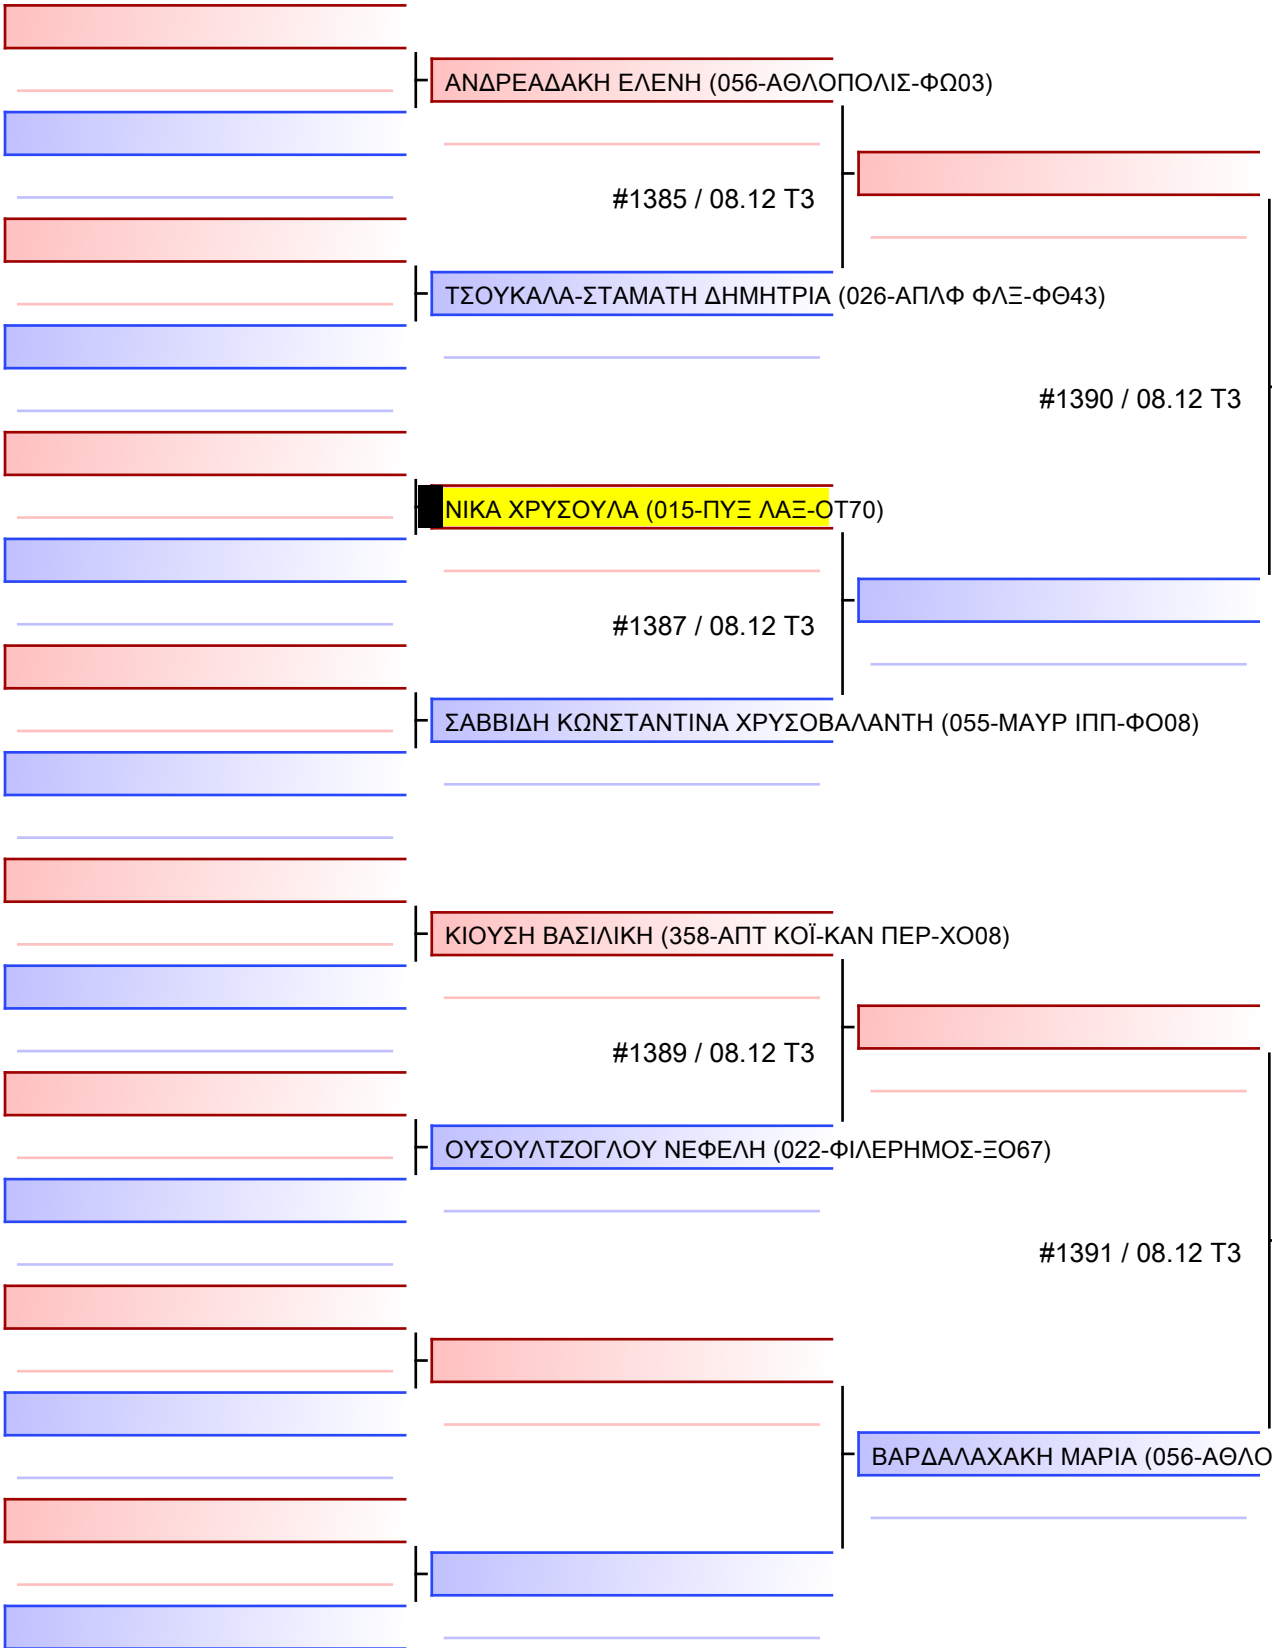 ΑΝΔΡΕΑΔΑΚΗ ΕΛΕΝΗ (056-ΑΘΛΟΠΟΛΙΣ-ΦΩ03)
#1385 / 08.12 T3
ΤΣΟΥΚΑΛΑ-ΣΤΑΜΑΤΗ ΔΗΜΗΤΡΙΑ (026-ΑΠΛΦ ΦΛΞ-ΦΘ43)
#1390 / 08.12 T3
ΝΙΚΑ ΧΡΥΣΟΥΛΑ (015-ΠΥΞ ΛΑΞ-ΟΤ70)
#1387 / 08.12 T3
ΣΑΒΒΙΔΗ ΚΩΝΣΤΑΝΤΙΝΑ ΧΡΥΣΟΒΑΛΑΝΤΗ (055-ΜΑΥΡ ΙΠΠ-ΦΟ08)
ΚΙΟΥΣΗ ΒΑΣΙΛΙΚΗ (358-ΑΠΤ ΚΟΪ-ΚΑΝ ΠΕΡ-ΧΟ08)
#1389 / 08.12 T3
ΟΥΣΟΥΛΤΖΟΓΛΟΥ ΝΕΦΕΛΗ (022-ΦΙΛΕΡΗΜΟΣ-ΞΟ67)
#1391 / 08.12 T3
ΒΑΡΔΑΛΑΧΑΚΗ ΜΑΡΙΑ (056-ΑΘΛΟ